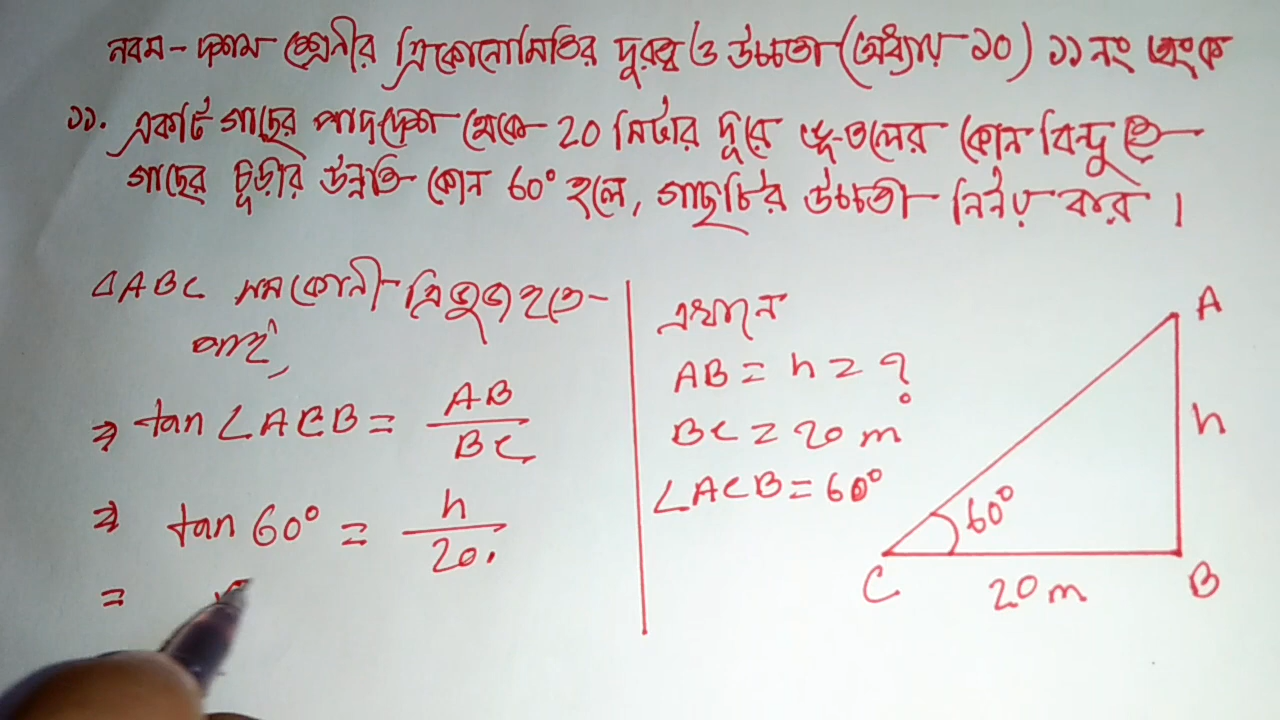 নবম-দশম শ্রেনীর ত্রিকোনোমিতির দুরত্ব ও উচ্চতা (অধ্যায় ১০) ১১ নং অংক
১১. একটি গাছের পাদদেশ থেকে 20 মিটার দূরে ভূ-তলের কোন বিন্দু হতে
গাছের চূড়ার উন্নতি কোন 60° হলে, গাছটির উচ্চতা নির্নয় কর।
ΔABC সমকোনী ত্রিভুজ হতে
পাই,
⇒ tan ∠ACB = AB/BC
⇒ tan 60° = h/20.
=
এখানে
AB = h = ?
BC = 20 m
∠ACB = 60°
A
h
60°
C
20 m
B